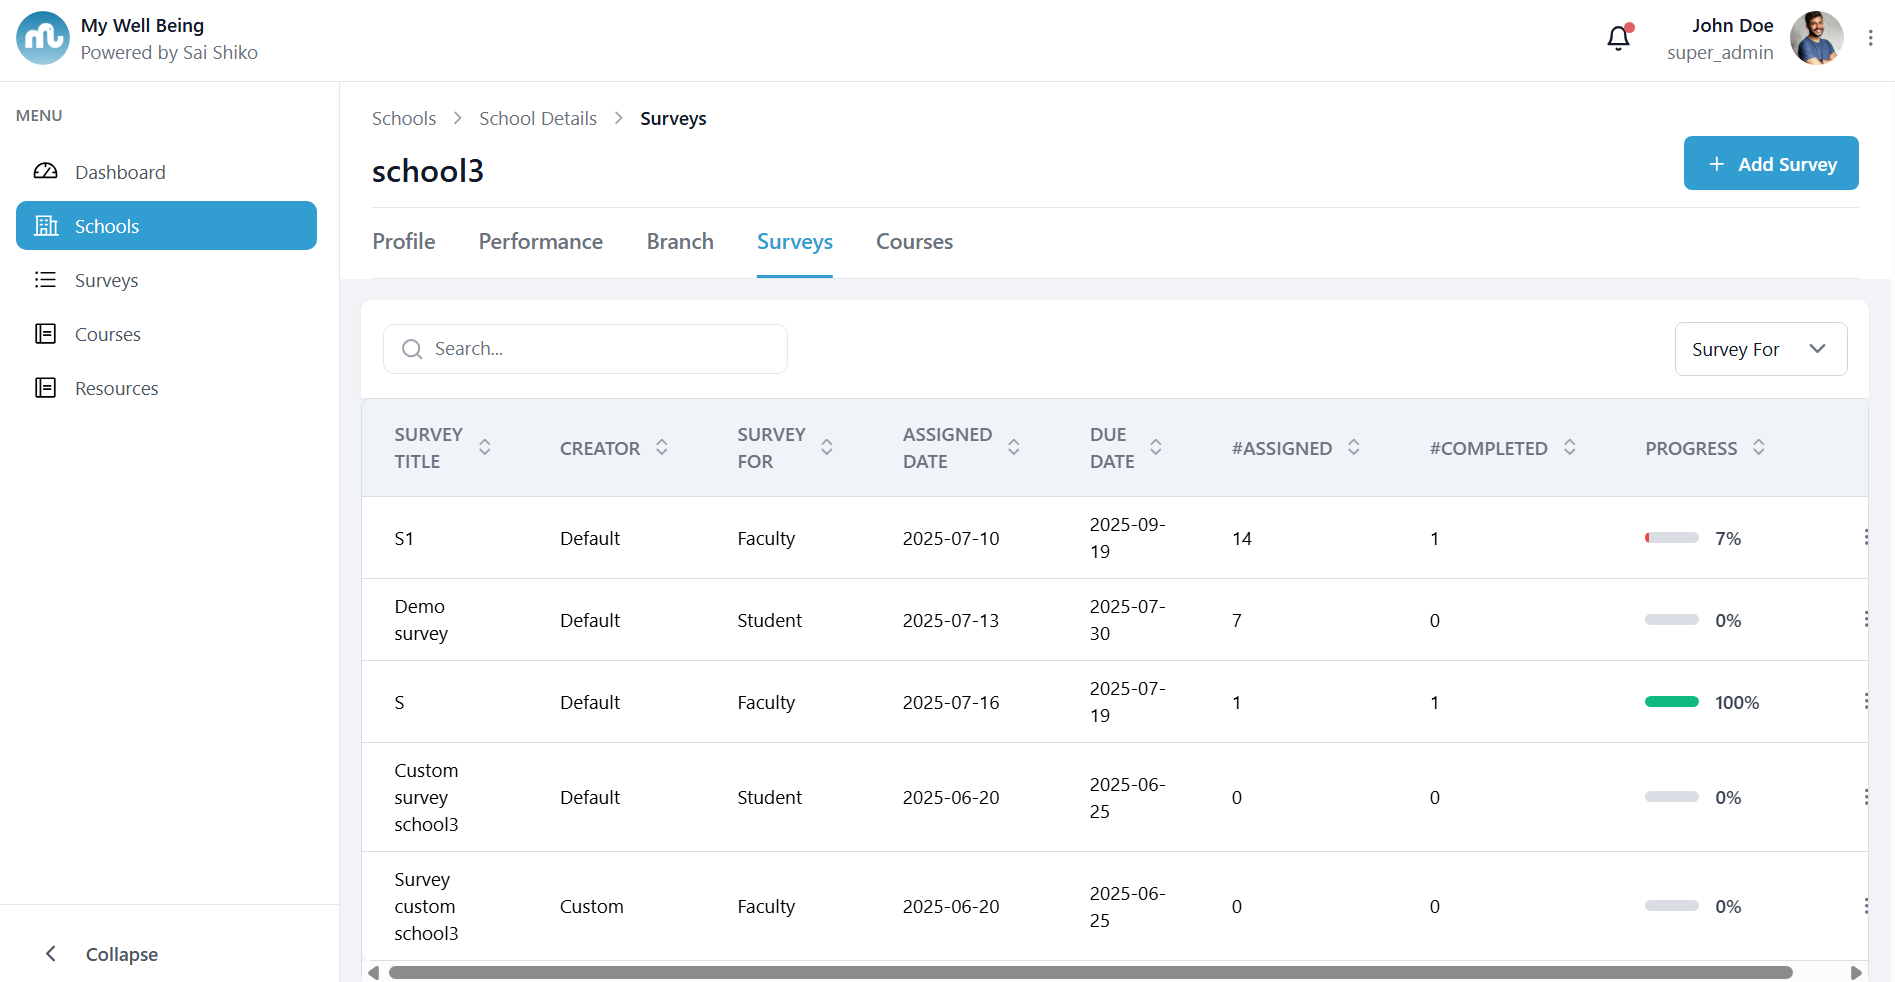 My Well Being
Powered by Sai Shiko
John Doe
super_admin
MENU
Dashboard
Schools
Surveys
Courses
Resources
Collapse
Schools > School Details > Surveys
school3
+ Add Survey
Profile Performance Branch Surveys Courses
Search...
Survey For
SURVEY TITLE CREATOR SURVEY FOR ASSIGNED DATE DUE DATE #ASSIGNED #COMPLETED PROGRESS
S1 Default Faculty 2025-07-10 2025-09-19 14 1 7%
Demo survey Default Student 2025-07-13 2025-07-30 7 0 0%
S Default Faculty 2025-07-16 2025-07-19 1 1 100%
Custom survey school3 Default Student 2025-06-20 2025-06-25 0 0 0%
Survey custom school3 Custom Faculty 2025-06-20 2025-06-25 0 0 0%